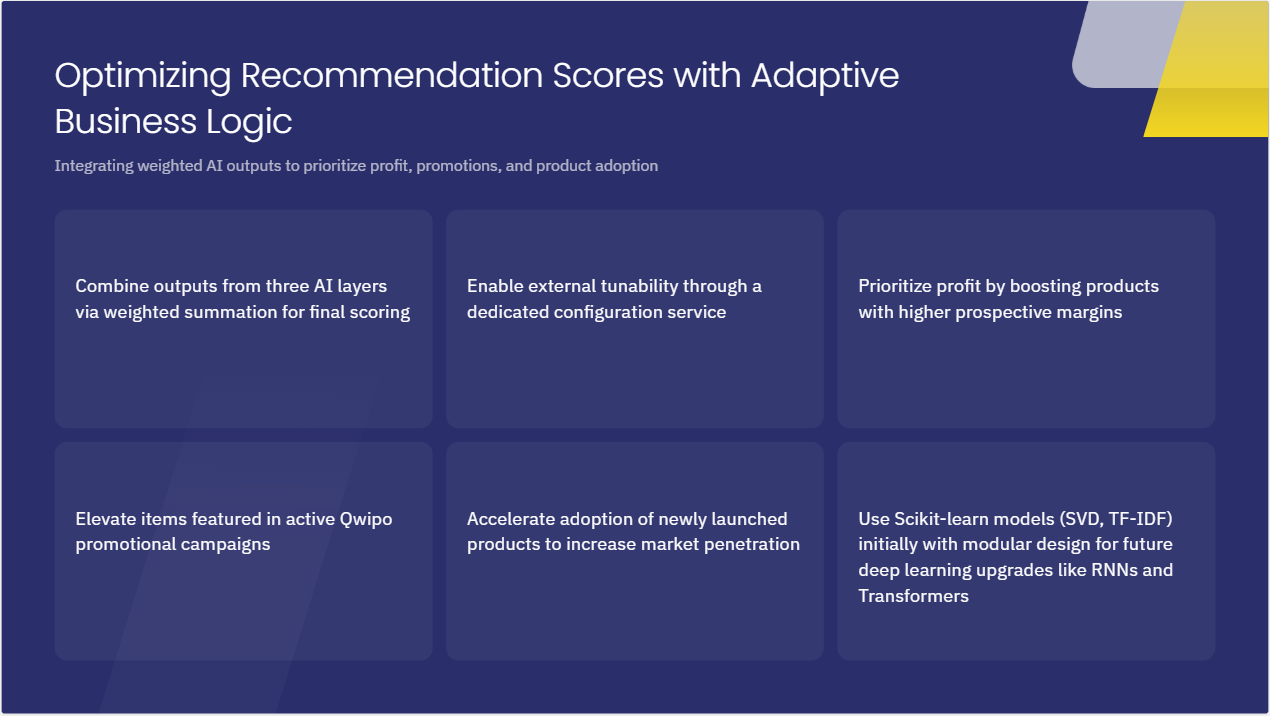 Optimizing Recommendation Scores with Adaptive
Business Logic
Integrating weighted AI outputs to prioritize profit, promotions, and product adoption
Combine outputs from three AI layers
via weighted summation for final scoring
Enable external tunability through a
dedicated configuration service
Prioritize profit by boosting products
with higher prospective margins
Elevate items featured in active Qwipo
promotional campaigns
Accelerate adoption of newly launched
products to increase market penetration
Use Scikit-learn models (SVD, TF-IDF)
initially with modular design for future
deep learning upgrades like RNNs and
Transformers